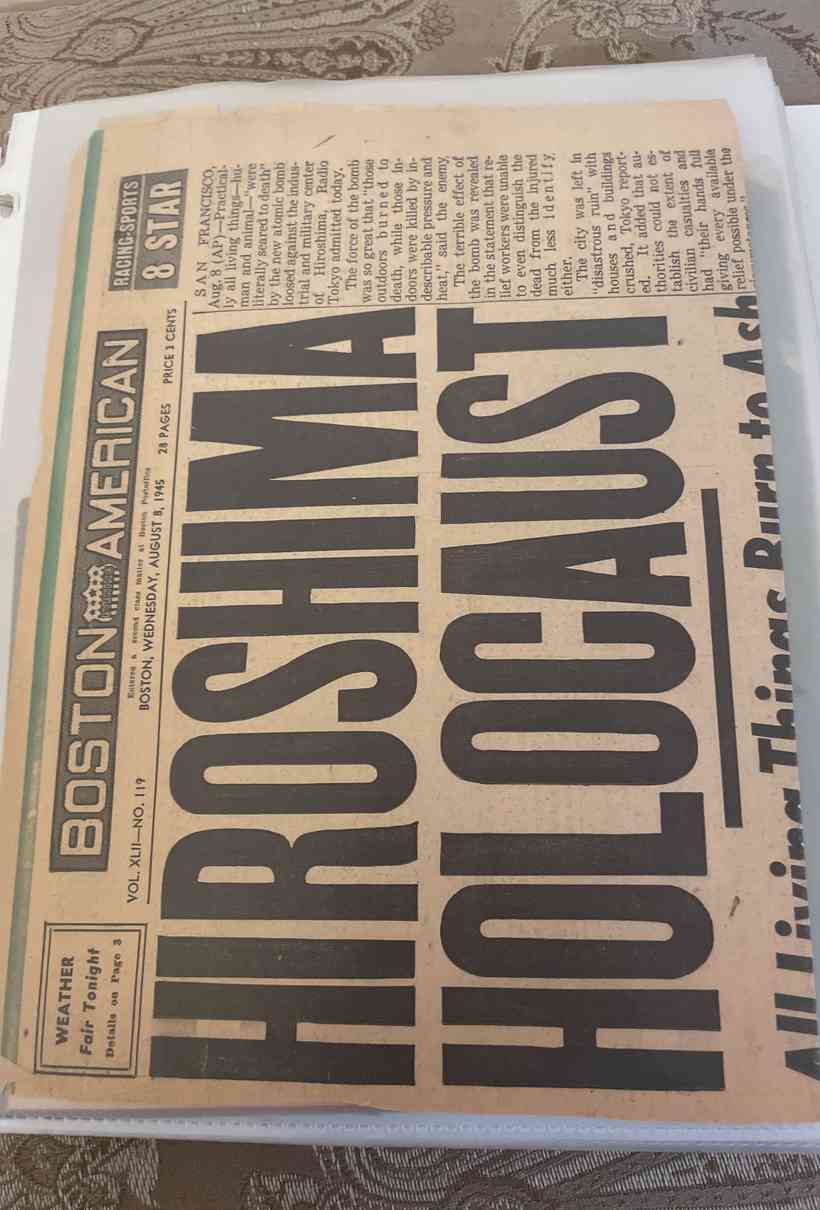 WEATHER
Fair Tonight
Details on Page 3
BOSTON AMERICAN
RACING-SPORTS
8 STAR
Entered a second class matter at Boston Postoffice
VOL. XLII—NO. 119
BOSTON, WEDNESDAY, AUGUST 8, 1945
28 PAGES
PRICE 3 CENTS
HIROSHIMA
HOLOCAUST
All Living Things Burn to Ash
SAN FRANCISCO,
Aug. 8 (AP)—Practical-
ly all living things—hu-
man and animal—"were
literally seared to death"
by the new atomic bomb
loosed against the indus-
trial and military center
of Hiroshima, Radio
Tokyo admitted today.
The force of the bomb
was so great that "those
outdoors burned to
death, while those in-
doors were killed by in-
describable pressure and
heat," said the enemy.
The terrible effect of
the bomb was revealed
in the statement that re-
lief workers were unable
to even distinguish the
dead from the injured
much less identify
either.
The city was left in
"disastrous ruin" with
houses and buildings
crushed, Tokyo report-
ed. It added that au-
thorities could not es-
tablish the extent of
civilian casualties and
had "their hands full
giving every available
relief possible under the